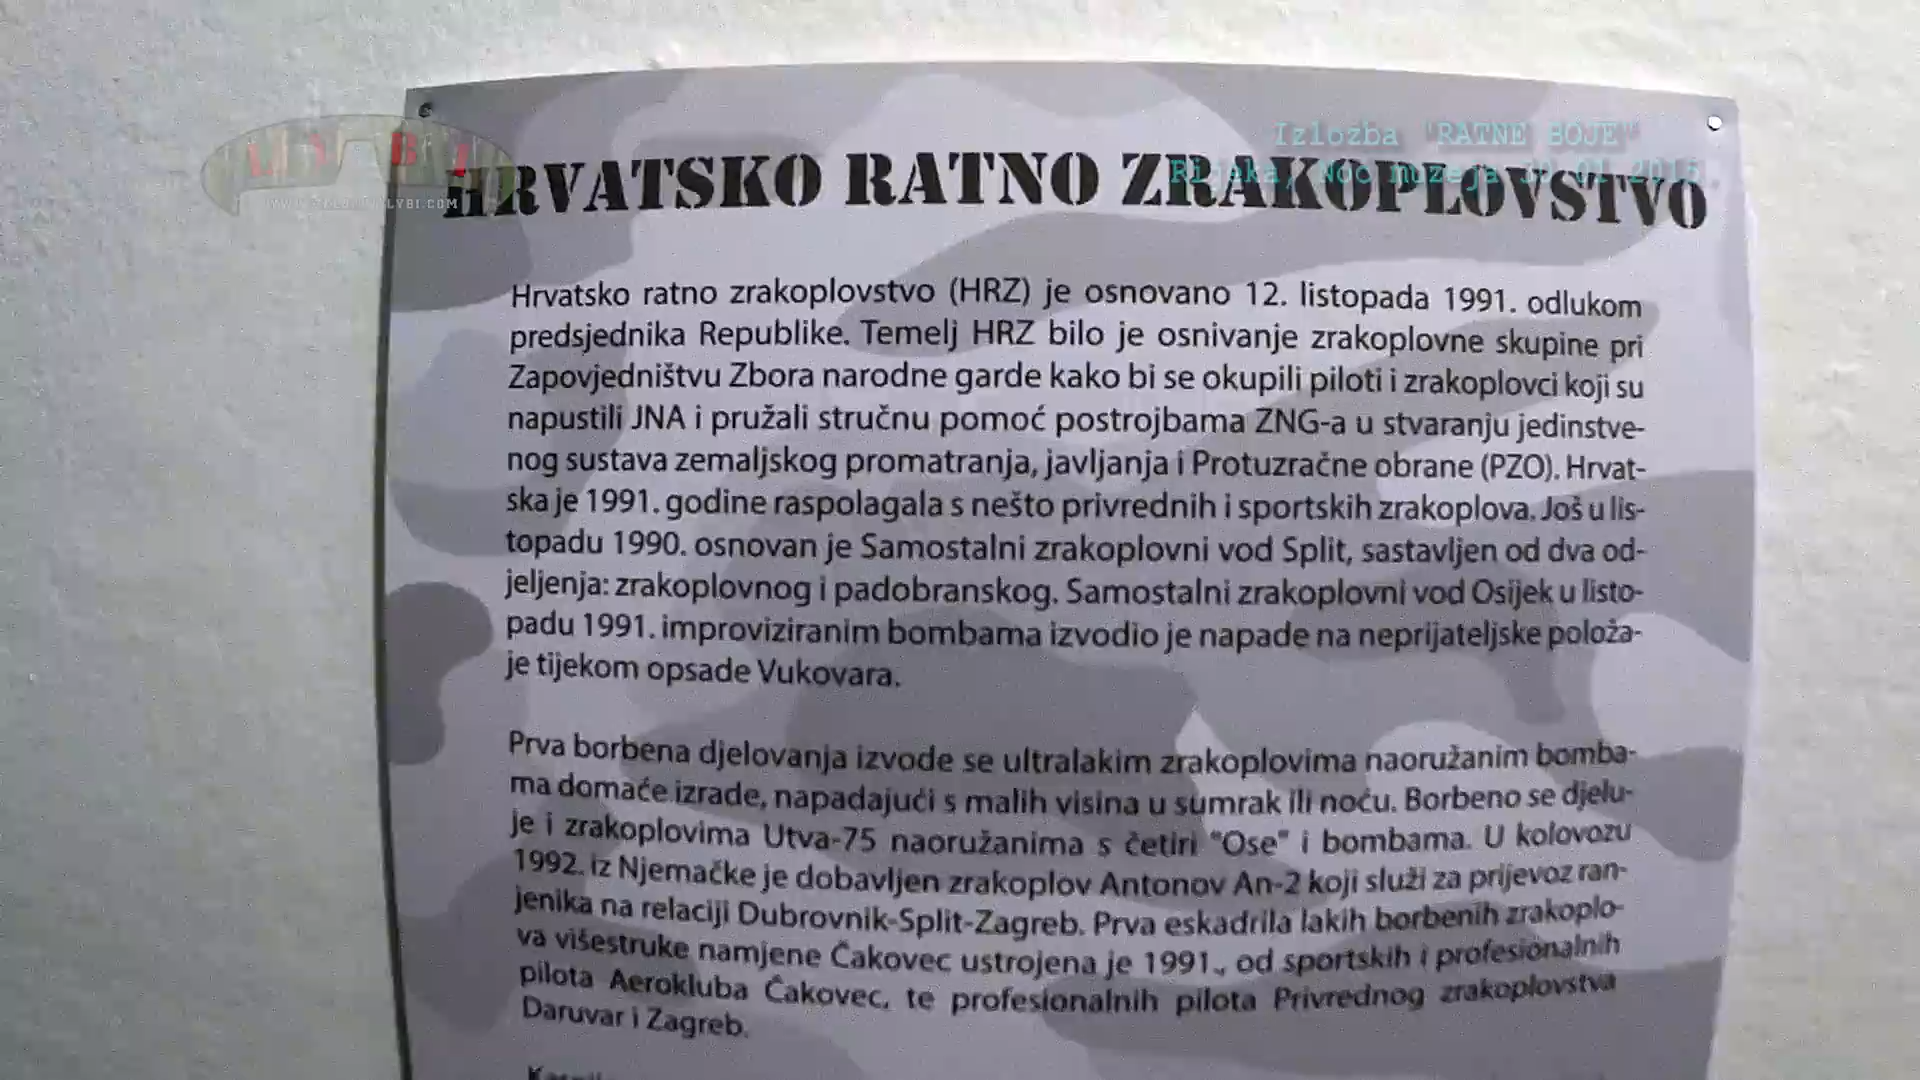 Izlozba "RATNE BOJE"
Rijeka, Noc muzeja
HRVATSKO RATNO ZRAKOPLOVSTVO
Hrvatsko ratno zrakoplovstvo (HRZ) je osnovano 12. listopada 1991. odlukom
predsjednika Republike. Temelj HRZ bilo je osnivanje zrakoplovne skupine pri
Zapovjedništvu Zbora narodne garde kako bi se okupili piloti i zrakoplovci koji su
napustili JNA i pružali stručnu pomoć postrojbama ZNG-a u stvaranju jedinstve-
nog sustava zemaljskog promatranja, javljanja i Protuzračne obrane (PZO). Hrvat-
ska je 1991. godine raspolagala s nešto privrednih i sportskih zrakoplova. Još u lis-
topadu 1990. osnovan je Samostalni zrakoplovni vod Split, sastavljen od dva od-
jeljenja: zrakoplovnog i padobranskog. Samostalni zrakoplovni vod Osijek u listo-
padu 1991. improviziranim bombama izvodio je napade na neprijateljske položa-
je tijekom opsade Vukovara.
Prva borbena djelovanja izvode se ultralakim zrakoplovima naoružanim bomba-
ma domaće izrade, napadajući s malih visina u sumrak ili noću. Borbeno se djelu-
je i zrakoplovima Utva-75 naoružanima s četiri "Ose" i bombama. U kolovozu
1992. iz Njemačke je dobavljen zrakoplov Antonov An-2 koji služi za prijevoz ran-
jenika na relaciji Dubrovnik-Split-Zagreb. Prva eskadrila lakih borbenih zrakoplo-
va višestruke namjene Čakovec ustrojena je 1991., od sportskih i profesionalnih
pilota Aerokluba Čakovec, te profesionalnih pilota Privrednog zrakoplovstva
Daruvar i Zagreb.